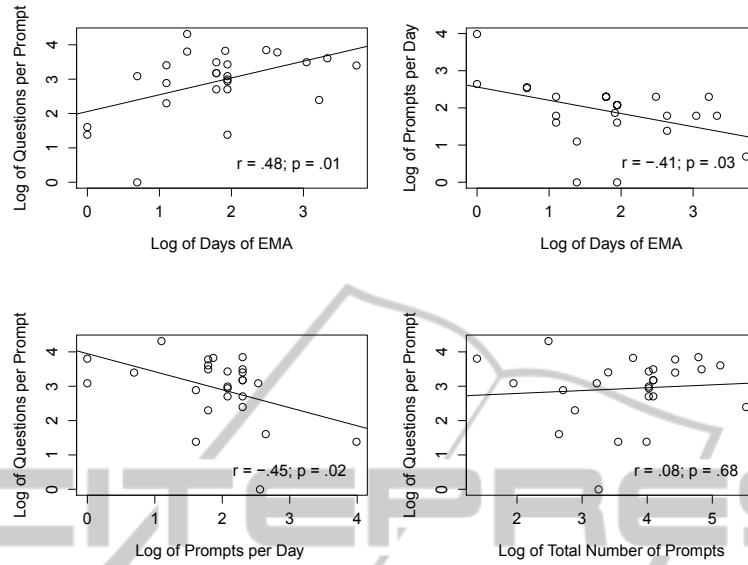 Log of Questions per Prompt
4
3
2
1
0
r = .48; p = .01
0 1 2 3
Log of Days of EMA
Log of Prompts per Day
4
3
2
1
0
r = −.41; p = .03
0 1 2 3
Log of Days of EMA
Log of Questions per Prompt
4
3
2
1
0
r = −.45; p = .02
0 1 2 3 4
Log of Prompts per Day
Log of Questions per Prompt
4
3
2
1
0
r = .08; p = .68
2 3 4 5
Log of Total Number of Prompts